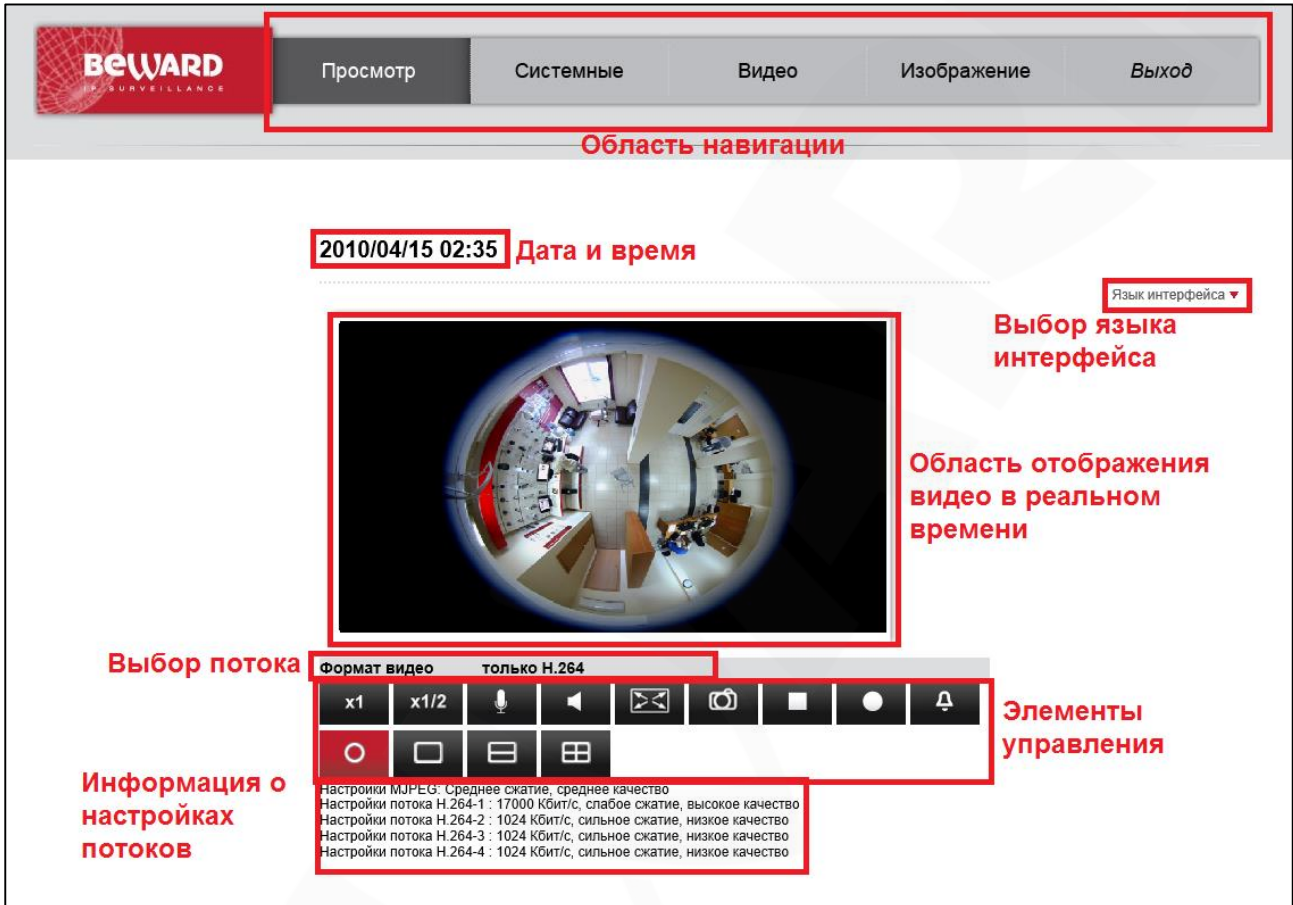 BEWARD
IP SURVEILLANCE
Просмотр
Системные
Видео
Изображение
Выход
Область навигации
2010/04/15 02:35
Дата и время
Язык интерфейса
Выбор языка
интерфейса
Область отображения
видео в реальном
времени
Выбор потока
Формат видео только H.264
x1
x1/2
Элементы
управления
Информация о
настройках
потоков
Настройки MJPEG: Среднее сжатие, среднее качество
Настройки потока H.264-1 : 17000 Кбит/с, слабое сжатие, высокое качество
Настройки потока H.264-2 : 1024 Кбит/с, сильное сжатие, низкое качество
Настройки потока H.264-3 : 1024 Кбит/с, сильное сжатие, низкое качество
Настройки потока H.264-4 : 1024 Кбит/с, сильное сжатие, низкое качество